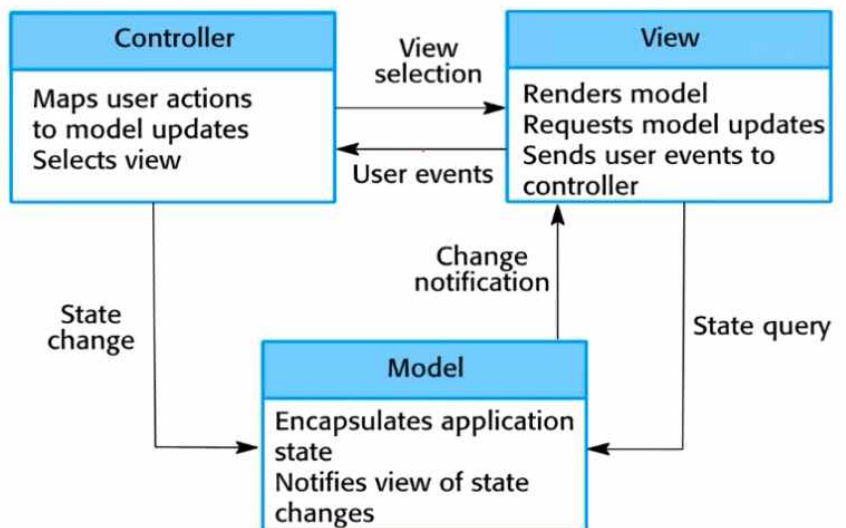 Controller
Maps user actions
to model updates
Selects view
View
selection
User events
View
Renders model
Requests model updates
Sends user events to
controller
State
change
Change
notification
State query
Model
Encapsulates application
state
Notifies view of state
changes